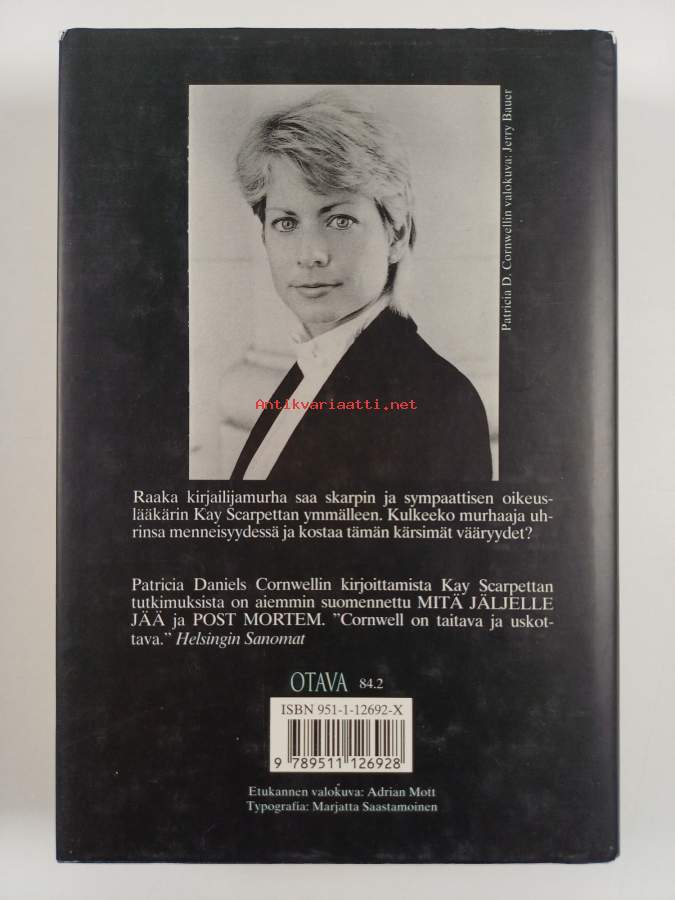 Patricia D. Cornwellin valokuva: Jerry Bauer
Antikvariaatti.net
Raaka kirjailijamurha saa skarpin ja sympaattisen oikeus-
lääkärin Kay Scarpettan ymmälleen. Kulkeeko murhaaja uh-
rinsa menneisyydessä ja kostaa tämän kärsimät vääryydet?
Patricia Daniels Cornwellin kirjoittamista Kay Scarpettan
tutkimuksista on aiemmin suomennettu MITÄ JÄLJELLE
JÄÄ ja POST MORTEM. ”Cornwell on taitava ja uskot-
tava.” Helsingin Sanomat
OTAVA 84.2
ISBN 951-1-12692-X
9 789511 126928
Etukannen valokuva: Adrian Mott
Typografia: Marjatta Saastamoinen